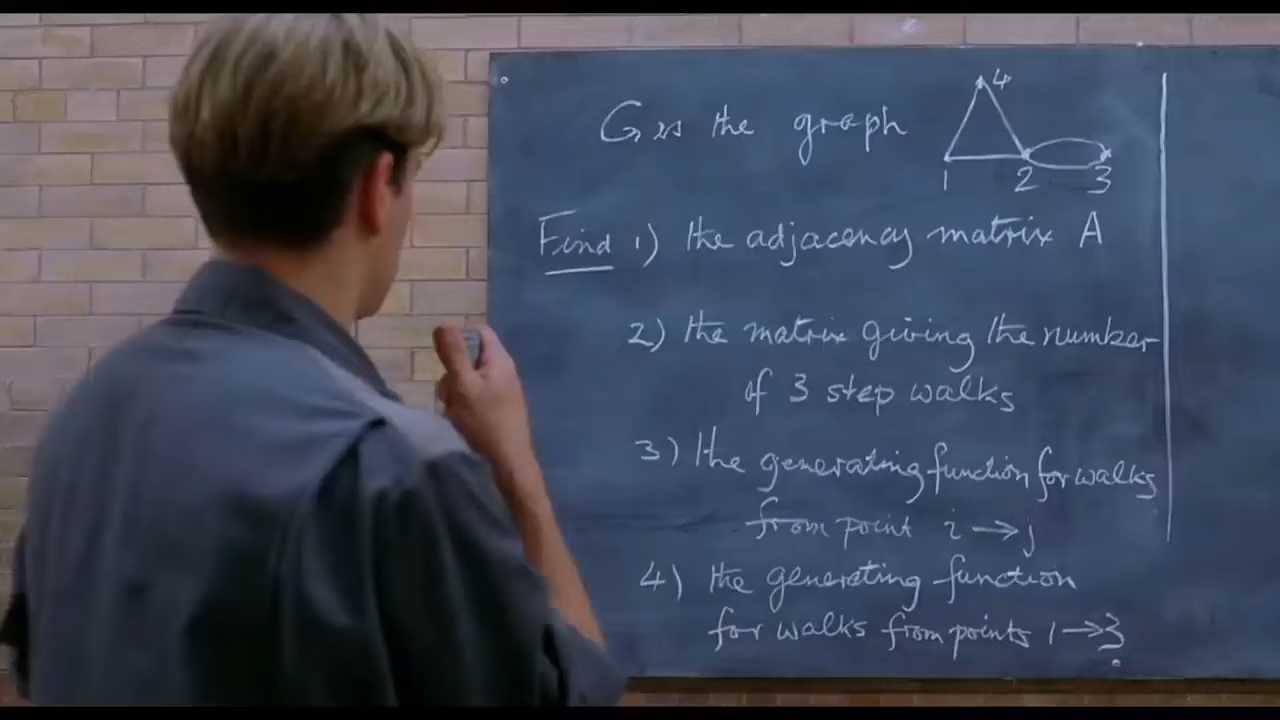 G is the graph
4
1 2 3
Find 1) the adjacency matrix A
2) the matrix giving the number
of 3 step walks
3) the generating function for walks
from point i → j
4) the generating function
for walks from points 1 → 3